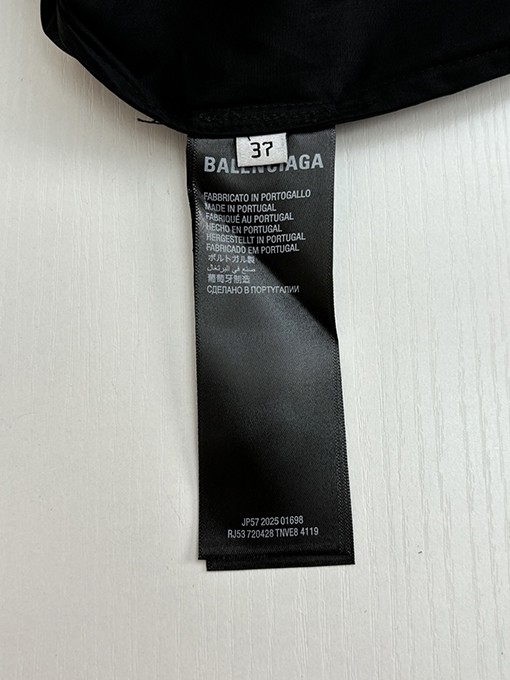 37
BALENCIAGA
FABBRICATO IN PORTOGALLO
MADE IN PORTUGAL
FABRIQUÉ AU PORTUGAL
HECHO EN PORTUGAL
HERGESTELLT IN PORTUGAL
FABRICADO EM PORTUGAL
ポルトガル製
صنع في البرتغال
葡萄牙制造
СДЕЛАНО В ПОРТУГАЛИИ
JP57 2025 01698
RJ53 720428 TNVE8 4119